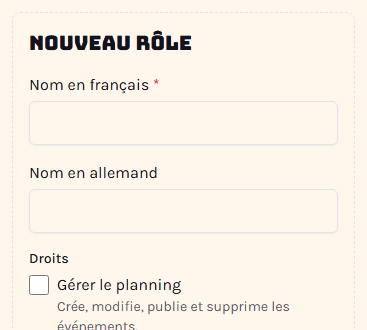 NOUVEAU RÔLE
Nom en français *
Nom en allemand
Droits
Gérer le planning
Crée, modifie, publie et supprime les
événements.